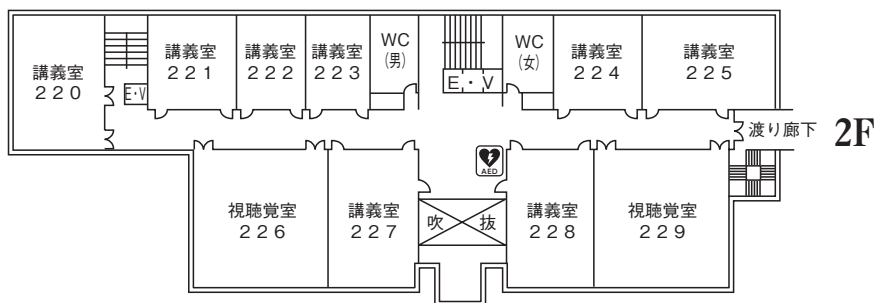 講義室
220
E・V
講義室
221
講義室
222
講義室
223
WC
(男)
E・V
WC
(女)
講義室
224
講義室
225
渡り廊下
2F
AED
視聴覚室
226
講義室
227
吹 抜
講義室
228
視聴覚室
229